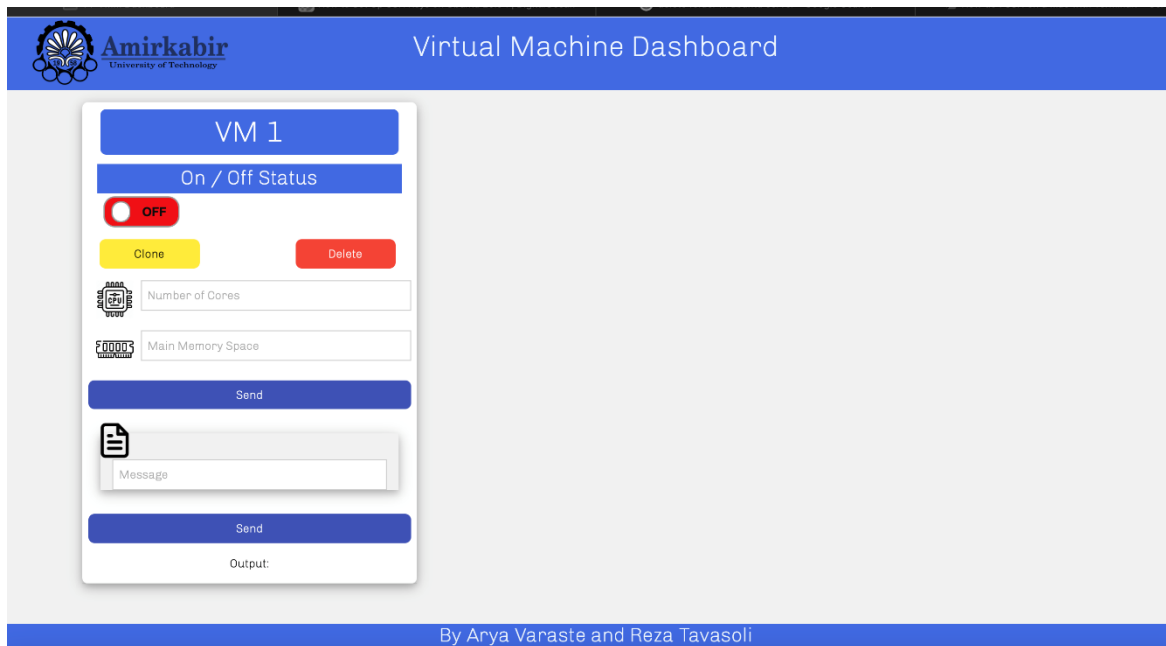 Amirkabir
University of Technology
Virtual Machine Dashboard
VM 1
On / Off Status
OFF
Clone
Delete
CPU
Number of Cores
Main Memory Space
Send
Message
Send
Output:
By Arya Varaste and Reza Tavasoli